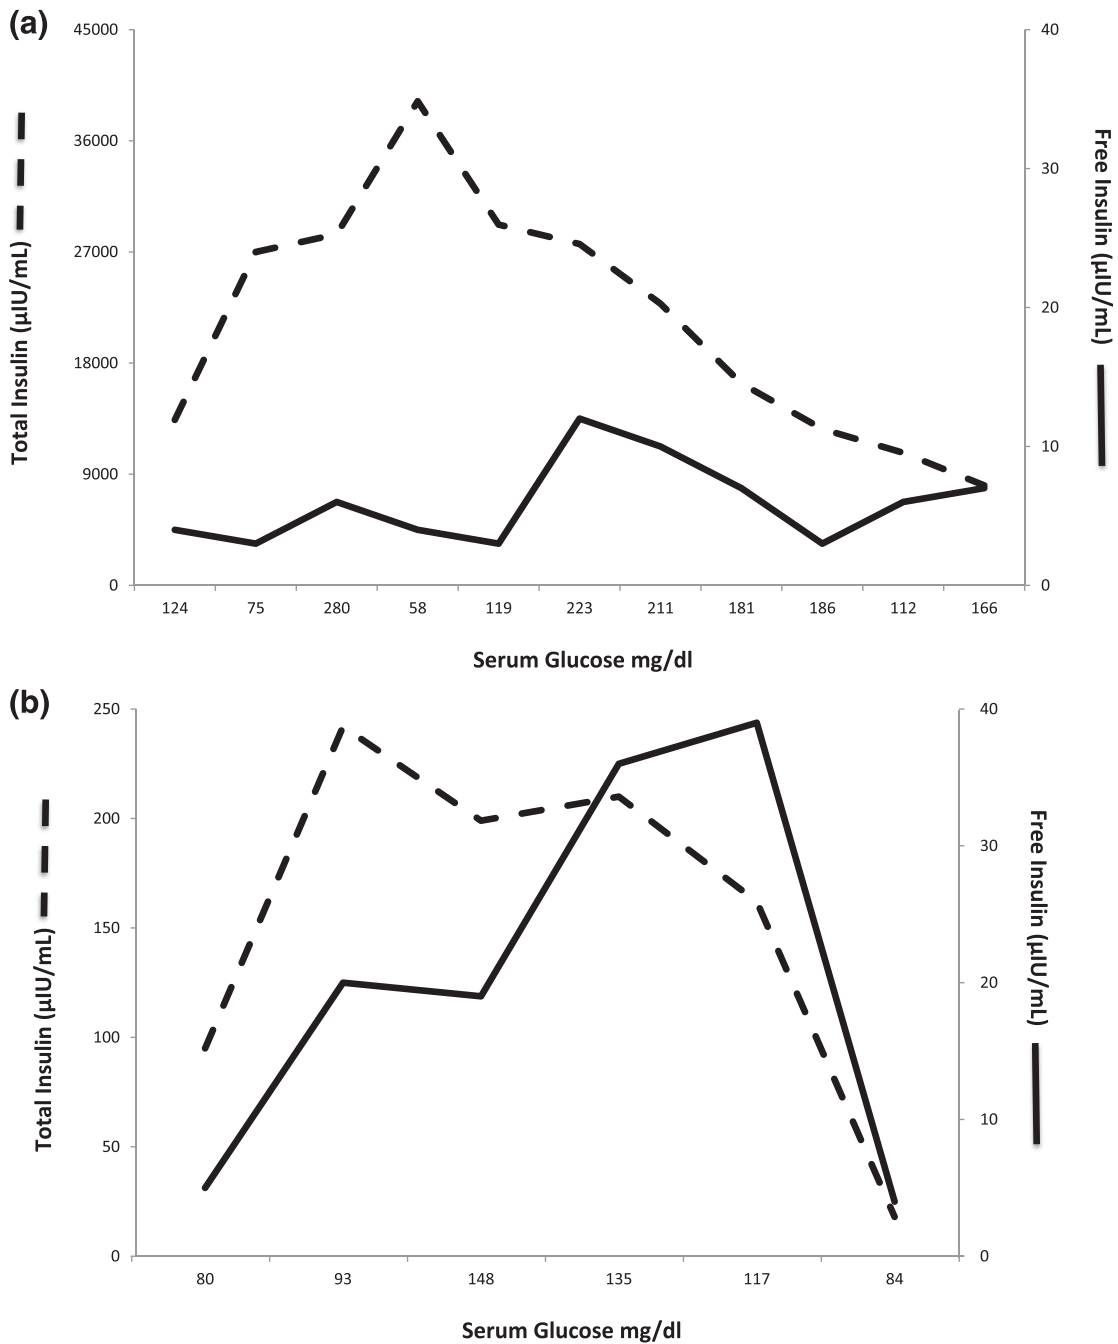 (a)
45000
36000
27000
18000
9000
0
Total Insulin (µIU/mL)
40
30
20
10
0
Free Insulin (µIU/mL)
124 75 280 58 119 223 211 181 186 112 166
Serum Glucose mg/dl
(b)
250
200
150
100
50
0
Total Insulin (µIU/mL)
40
30
20
10
0
Free Insulin (µIU/mL)
80 93 148 135 117 84
Serum Glucose mg/dl